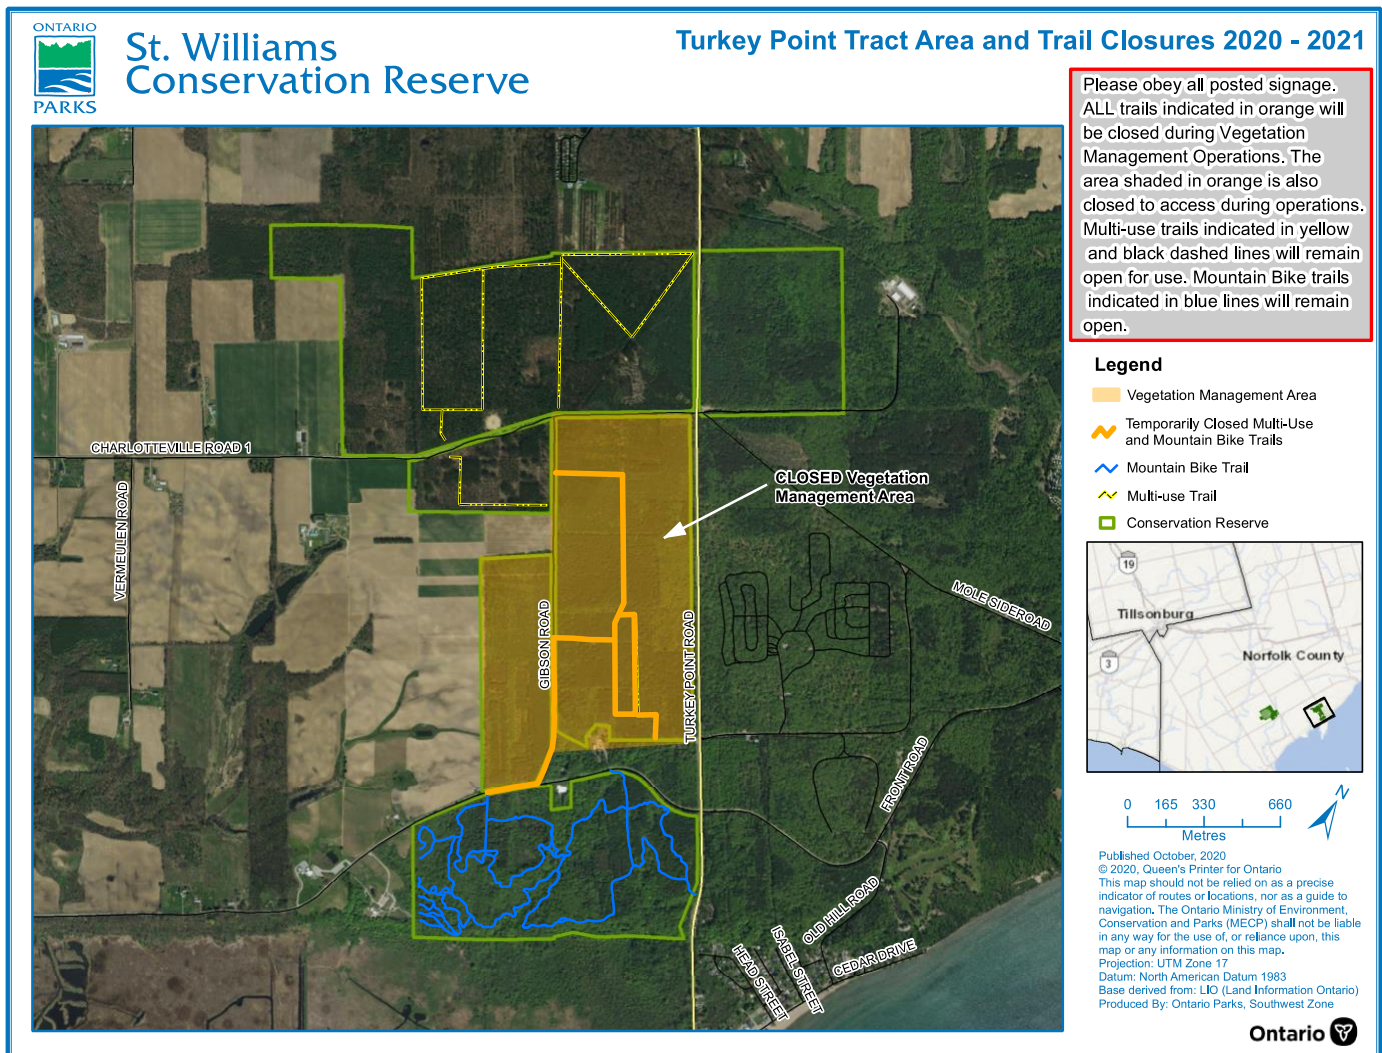 ONTARIO
PARKS
St. Williams
Conservation Reserve
Turkey Point Tract Area and Trail Closures 2020 - 2021
Please obey all posted signage.
ALL trails indicated in orange will
be closed during Vegetation
Management Operations. The
area shaded in orange is also
closed to access during operations.
Multi-use trails indicated in yellow
and black dashed lines will remain
open for use. Mountain Bike trails
indicated in blue lines will remain
open.
Legend
Vegetation Management Area
Temporarily Closed Multi-Use
and Mountain Bike Trails
Mountain Bike Trail
Multi-use Trail
Conservation Reserve
CHARLOTTEVILLE ROAD 1
VERMEULEN ROAD
CLOSED Vegetation
Management Area
GIBSON ROAD
TURKEY POINT ROAD
MOLE SIDEROAD
FRONT ROAD
OLD HILL ROAD
ISABEL STREET
HEAD STREET
CEDAR DRIVE
19
Tillsonburg
3
Norfolk County
0 165 330 660
Metres
N
Published October, 2020
© 2020, Queen's Printer for Ontario
This map should not be relied on as a precise
indicator of routes or locations, nor as a guide to
navigation. The Ontario Ministry of Environment,
Conservation and Parks (MECP) shall not be liable
in any way for the use of, or reliance upon, this
map or any information on this map.
Projection: UTM Zone 17
Datum: North American Datum 1983
Base derived from: LIO (Land Information Ontario)
Produced By: Ontario Parks, Southwest Zone
Ontario